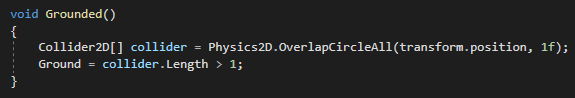 void Grounded()
{
Collider2D[] collider = Physics2D.OverlapCircleAll(transform.position, 1f);
Ground = collider.Length > 1;
}